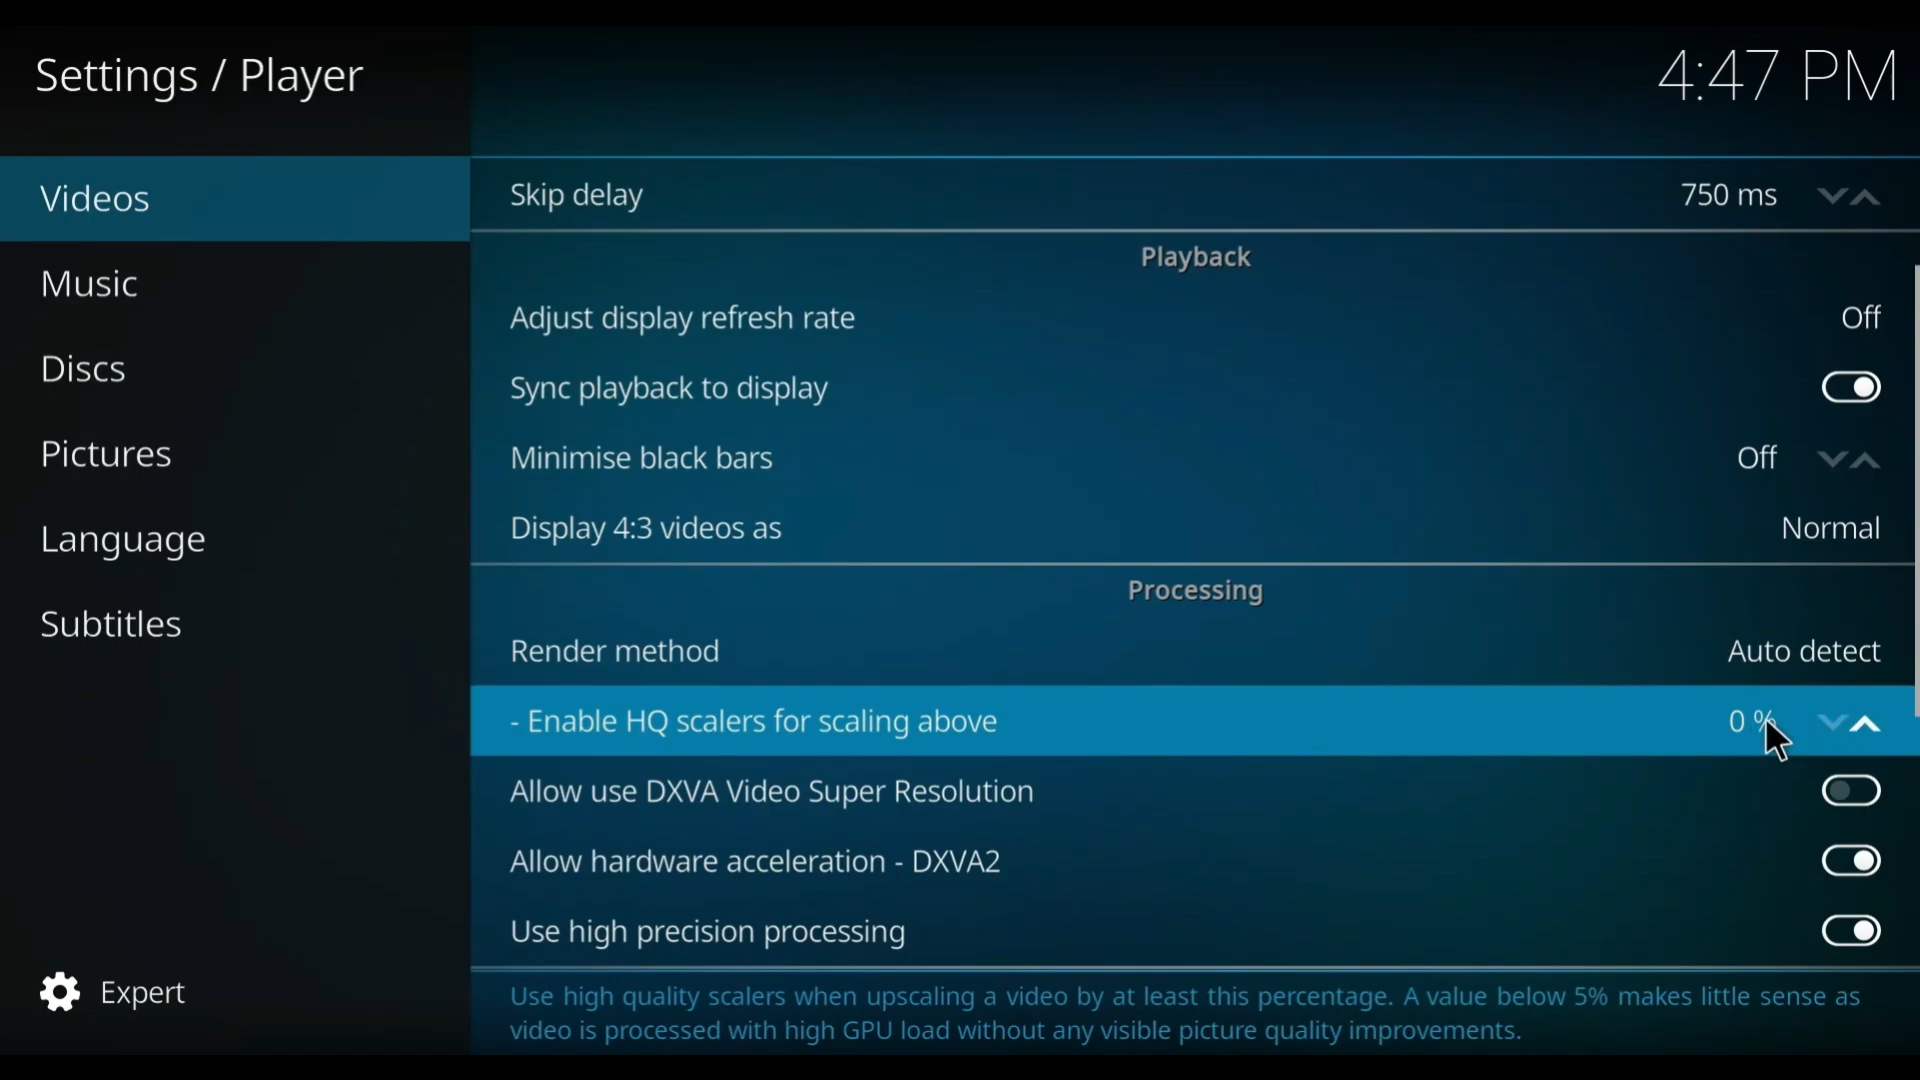 Settings / Player
4:47 PM
Videos
Music
Discs
Pictures
Language
Subtitles
Expert
Skip delay 750 ms
Playback
Adjust display refresh rate Off
Sync playback to display
Minimise black bars Off
Display 4:3 videos as Normal
Processing
Render method Auto detect
- Enable HQ scalers for scaling above 0 %
Allow use DXVA Video Super Resolution
Allow hardware acceleration - DXVA2
Use high precision processing
Use high quality scalers when upscaling a video by at least this percentage. A value below 5% makes little sense as
video is processed with high GPU load without any visible picture quality improvements.